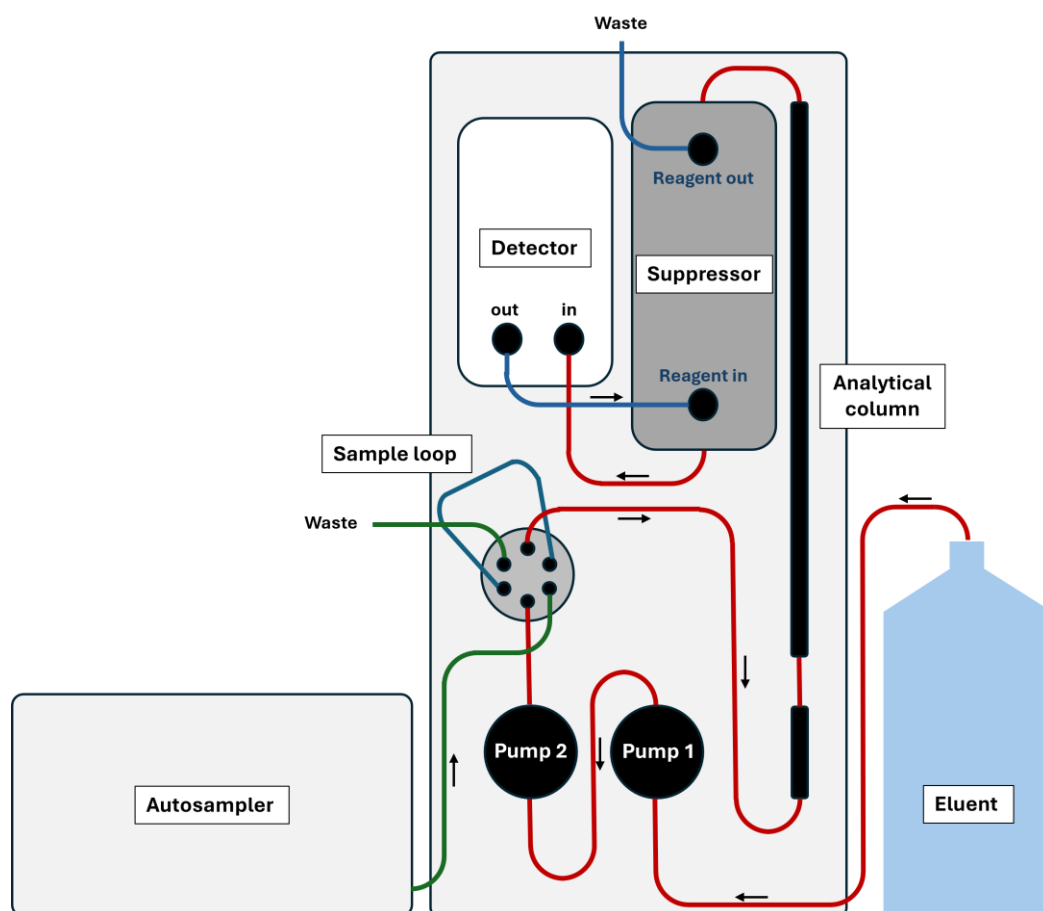 Waste
Reagent out
Detector
Suppressor
out
in
Reagent in
Analytical
column
Sample loop
Waste
Pump 2
Pump 1
Autosampler
Eluent